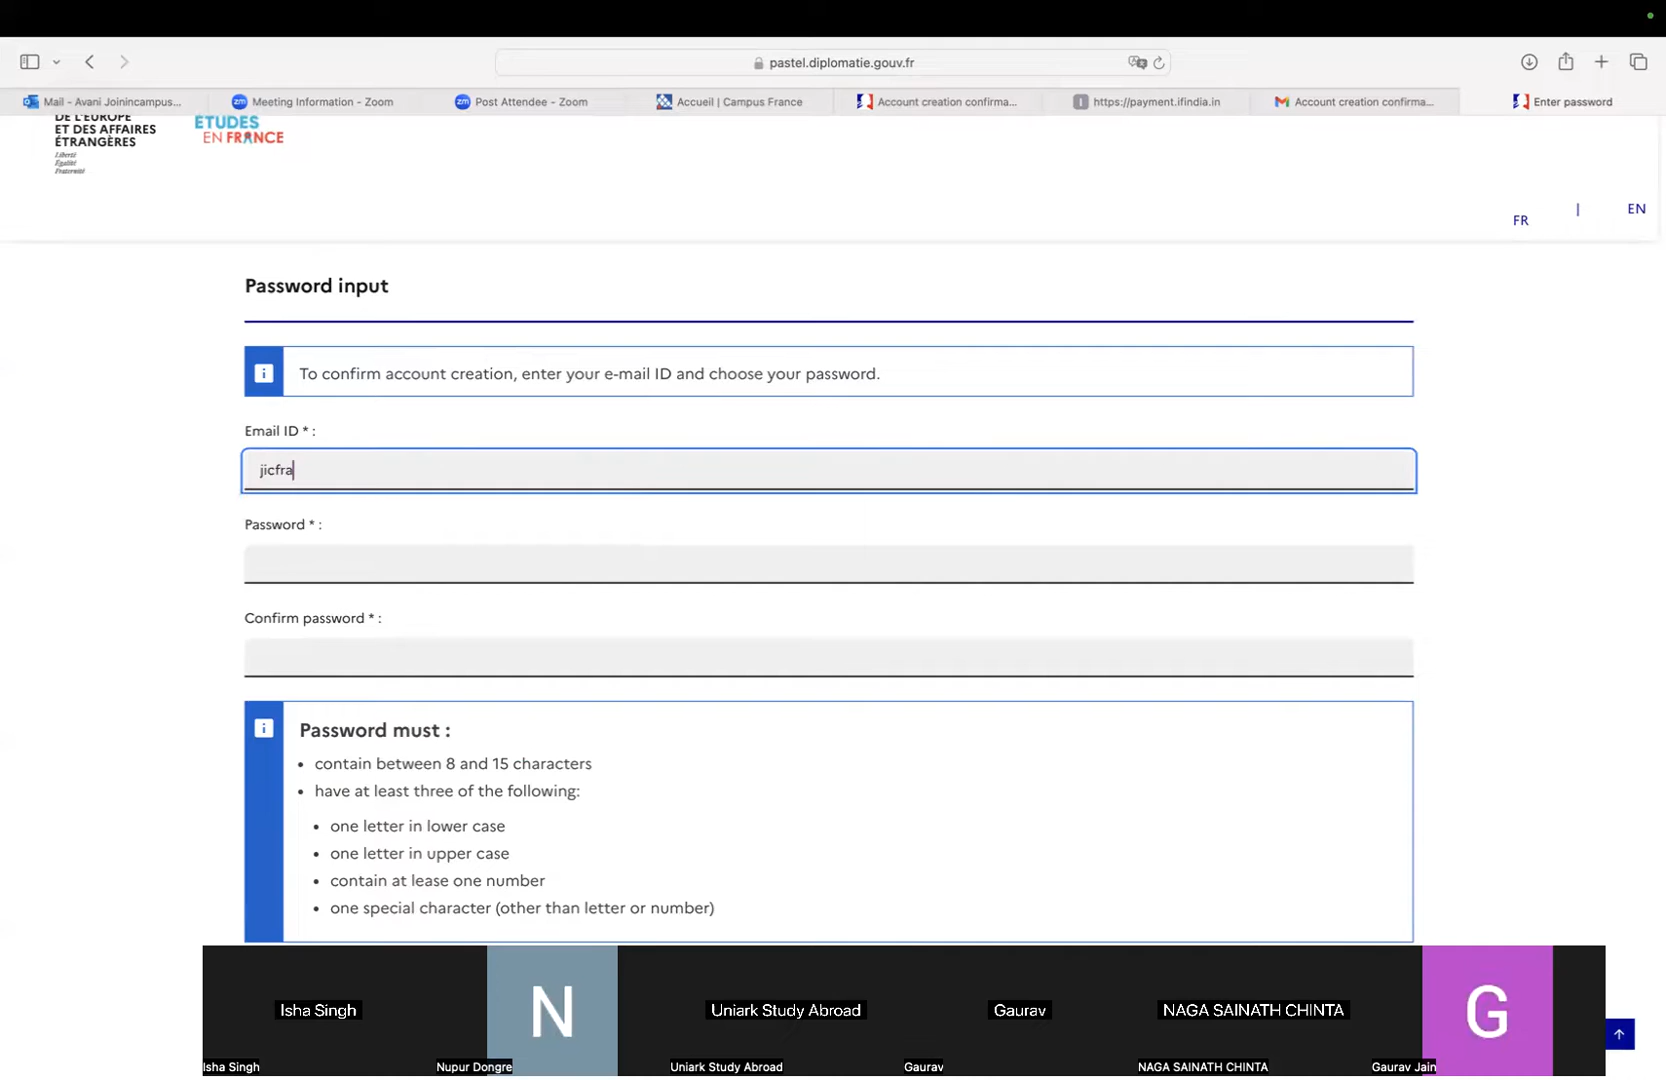 pastel.diplomatie.gouv.fr
Mail - Avani Joinincampus...
Meeting Information - Zoom
Post Attendee - Zoom
Accueil | Campus France
Account creation confirma...
https://payment.ifindia.in
Account creation confirma...
Enter password
DE L'EUROPE
ET DES AFFAIRES
ÉTRANGÈRES
Liberté
Égalité
Fraternité
ÉTUDES
EN FRANCE
FR | EN
Password input
To confirm account creation, enter your e-mail ID and choose your password.
Email ID * :
jicfra
Password * :
Confirm password * :
Password must :
• contain between 8 and 15 characters
• have at least three of the following:
• one letter in lower case
• one letter in upper case
• contain at lease one number
• one special character (other than letter or number)
Isha Singh
N
Uniark Study Abroad
Gaurav
NAGA SAINATH CHINTA
G
Isha Singh
Nupur Dongre
Uniark Study Abroad
Gaurav
NAGA SAINATH CHINTA
Gaurav Jain